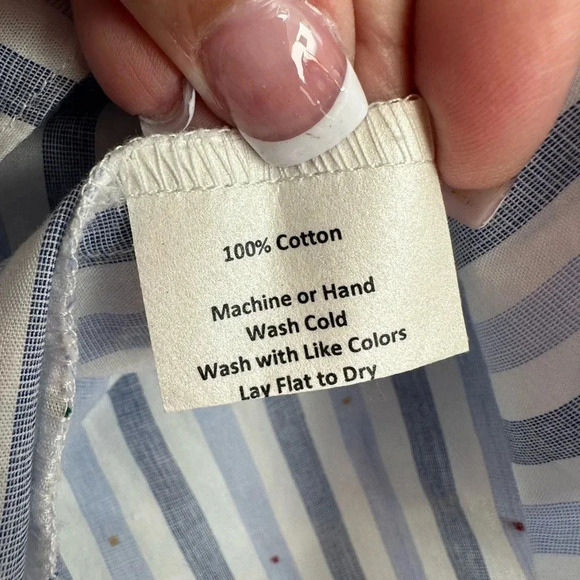 100% Cotton
Machine or Hand
Wash Cold
Wash with Like Colors
Lay Flat to Dry